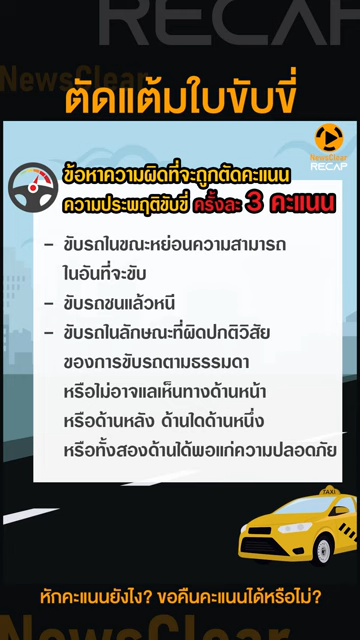 RECAP
NewsClear
ตัดแต้มใบขับขี่
NewsClear
RECAP
ข้อหาความผิดที่จะถูกตัดคะแนน
ความประพฤติขับขี่ ครั้งละ 3 คะแนน
- ขับรถในขณะหย่อนความสามารถ
ในอันที่จะขับ
- ขับรถชนแล้วหนี
- ขับรถในลักษณะที่ผิดปกติวิสัย
ของการขับรถตามธรรมดา
หรือไม่อาจแลเห็นทางด้านหน้า
หรือด้านหลัง ด้านใดด้านหนึ่ง
หรือทั้งสองด้านได้พอแก่ความปลอดภัย
TAXI
หักคะแนนยังไง? ขอคืนคะแนนได้หรือไม่?
NewsClear
RECAP